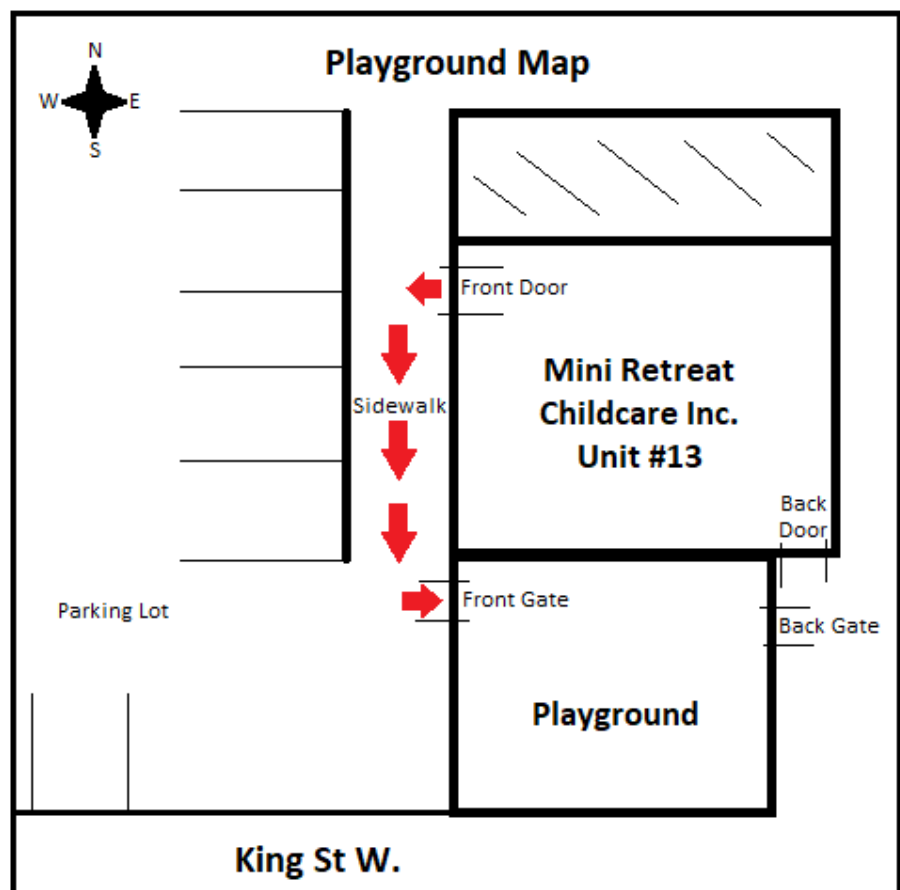 Playground Map
N
W E
S
Front Door
Mini Retreat
Childcare Inc.
Unit #13
Sidewalk
Back
Door
Front Gate
Parking Lot
Back Gate
Playground
King St W.